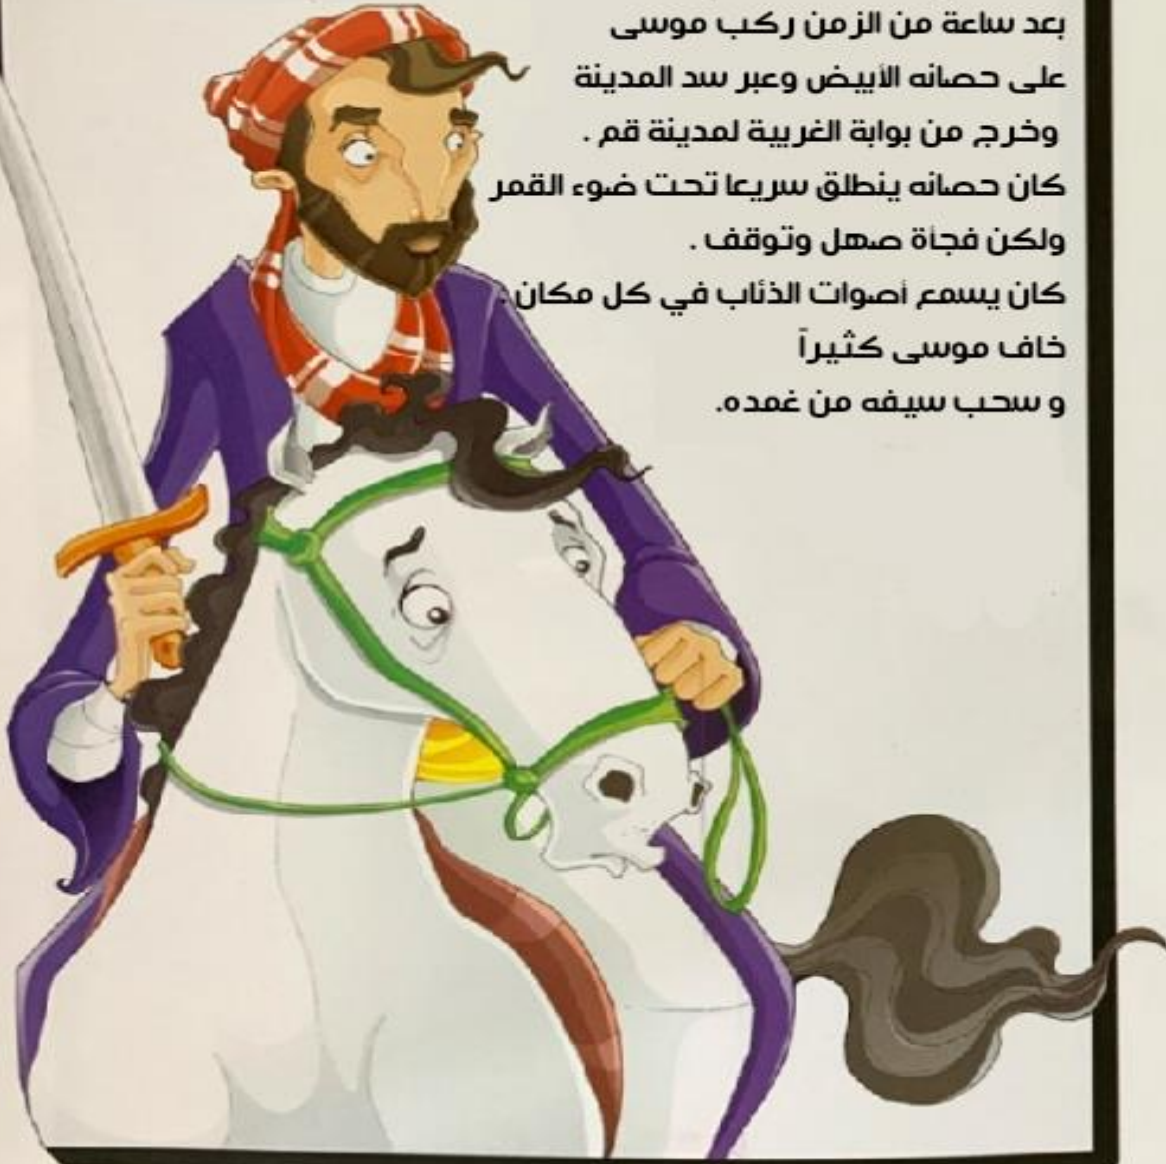 بعد ساعة من الزمن ركب موسى
على حصانه الأبيض وعبر سد المدينة
وخرج من بوابة الغربية لمدينة قم .
كان حصانه ينطلق سريعا تحت ضوء القمر
ولكن فجأة صهل وتوقف .
كان يسمع أصوات الذئاب في كل مكان .
خاف موسى كثيراً
و سحب سيفه من غمده.